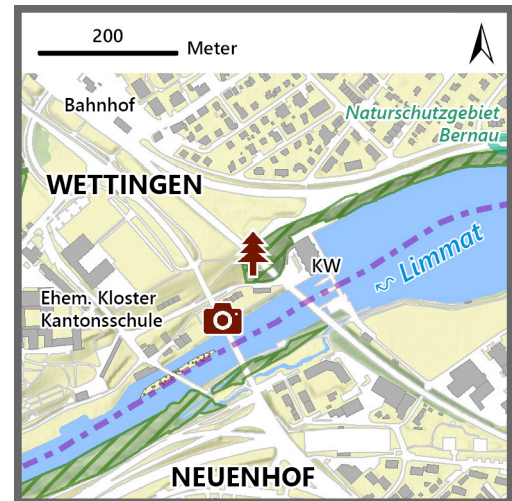 200
Meter
Bahnhof
Naturschutzgebiet
Bernau
WETTINGEN
KW
Limmat
Ehem. Kloster
Kantonsschule
NEUENHOF